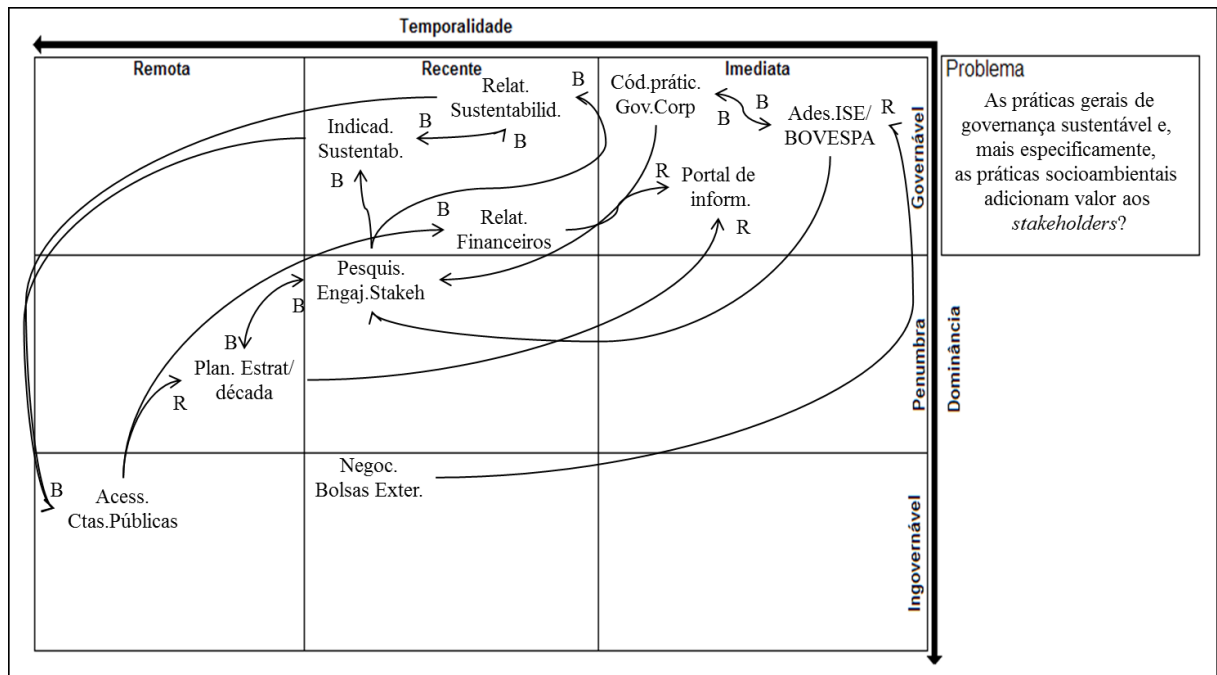 Temporalidade
Remota
Recente
Imediata
Problema
As práticas gerais de
governança sustentável e,
mais especificamente,
as práticas socioambientais
adicionam valor aos
stakeholders?
Relat.
Sustentabilid.
B
Indicad.
Sustentab.
B
B
B
Cód.prátic.
Gov.Corp
B
B
Ades.ISE/
BOVESPA
R
Governável
R
Portal de
inform.
R
B
Relat.
Financeiros
Pesquis.
Engaj.Stakeh
B
B
Plan. Estrat/
década
R
Penumbra
Dominância
B
Acess.
Ctas.Públicas
Negoc.
Bolsas Exter.
Ingovernável